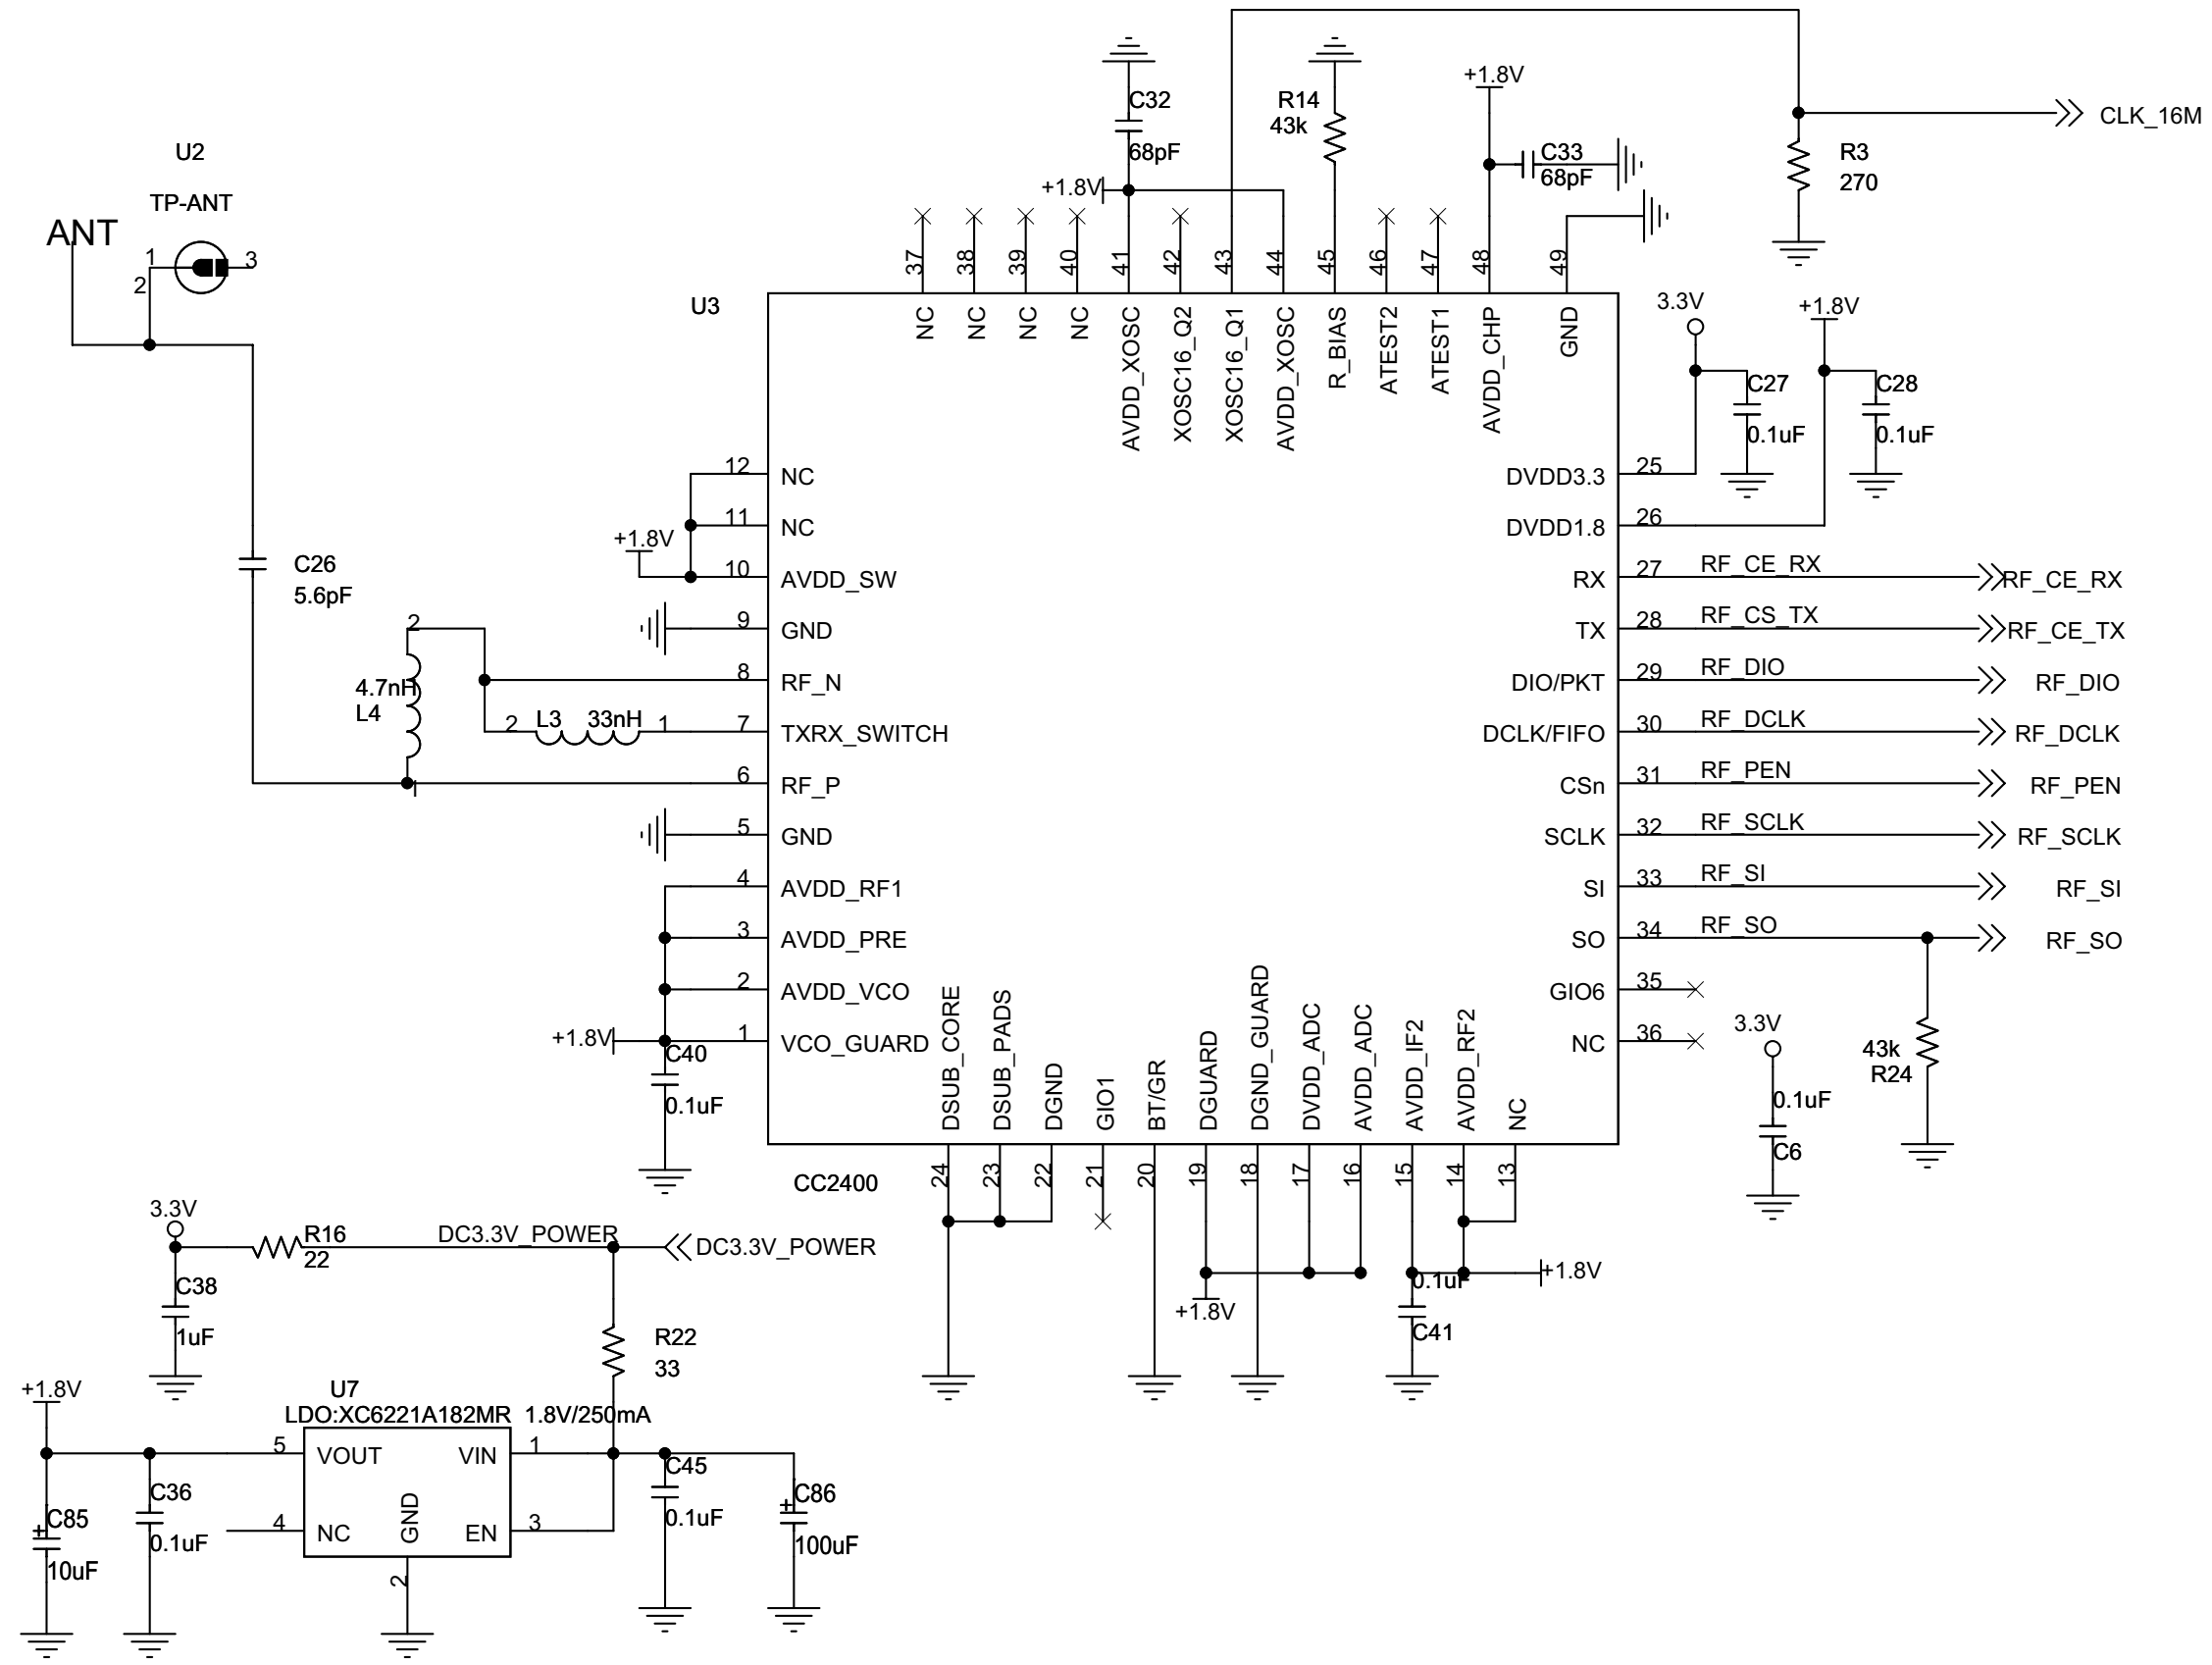 CLK_16M
R3
270
+1.8V
C33
68pF
R14
43k
C32
68pF
+1.8V
U2
TP-ANT
ANT
1
2
3
U3
37
38
39
40
41
42
43
44
45
46
47
48
49
NC
NC
NC
NC
AVDD_XOSC
XOSC16_Q2
XOSC16_Q1
AVDD_XOSC
R_BIAS
ATEST2
ATEST1
AVDD_CHP
GND
3.3V
+1.8V
C27
0.1uF
C28
0.1uF
12 NC
11 NC
+1.8V
10 AVDD_SW
9 GND
8 RF_N
7 TXRX_SWITCH
6 RF_P
5 GND
4 AVDD_RF1
3 AVDD_PRE
2 AVDD_VCO
+1.8V
1 VCO_GUARD
C40
0.1uF
C26
5.6pF
2
4.7nH
L4
1
2 L3 33nH 1
DVDD3.3 25
DVDD1.8 26
RX 27 RF_CE_RX RF_CE_RX
TX 28 RF_CS_TX RF_CE_TX
DIO/PKT 29 RF_DIO RF_DIO
DCLK/FIFO 30 RF_DCLK RF_DCLK
CSn 31 RF_PEN RF_PEN
SCLK 32 RF_SCLK RF_SCLK
SI 33 RF_SI RF_SI
SO 34 RF_SO RF_SO
GIO6 35
NC 36
3.3V
0.1uF
C6
43k
R24
DSUB_CORE
DSUB_PADS
DGND
GIO1
BT/GR
DGUARD
DGND_GUARD
DVDD_ADC
AVDD_ADC
AVDD_IF2
AVDD_RF2
NC
CC2400
24
23
22
21
20
19
18
17
16
15
14
13
+1.8V
0.1uF
C41
+1.8V
3.3V
R16
22
DC3.3V_POWER
DC3.3V_POWER
C38
1uF
R22
33
+1.8V
U7
LDO:XC6221A182MR 1.8V/250mA
5 VOUT
VIN 1
4 NC
GND
EN 3
2
C85
10uF
C36
0.1uF
C45
0.1uF
C86
100uF